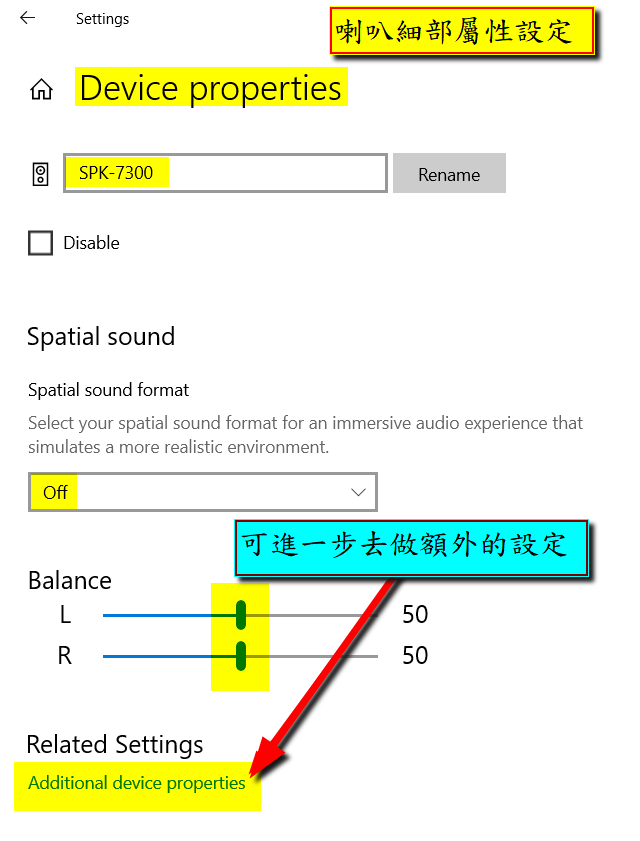 Settings
喇叭細部屬性設定
Device properties
SPK-7300
Rename
Disable
Spatial sound
Spatial sound format
Select your spatial sound format for an immersive audio experience that
simulates a more realistic environment.
Off
可進一步去做額外的設定
Balance
L
50
R
50
Related Settings
Additional device properties